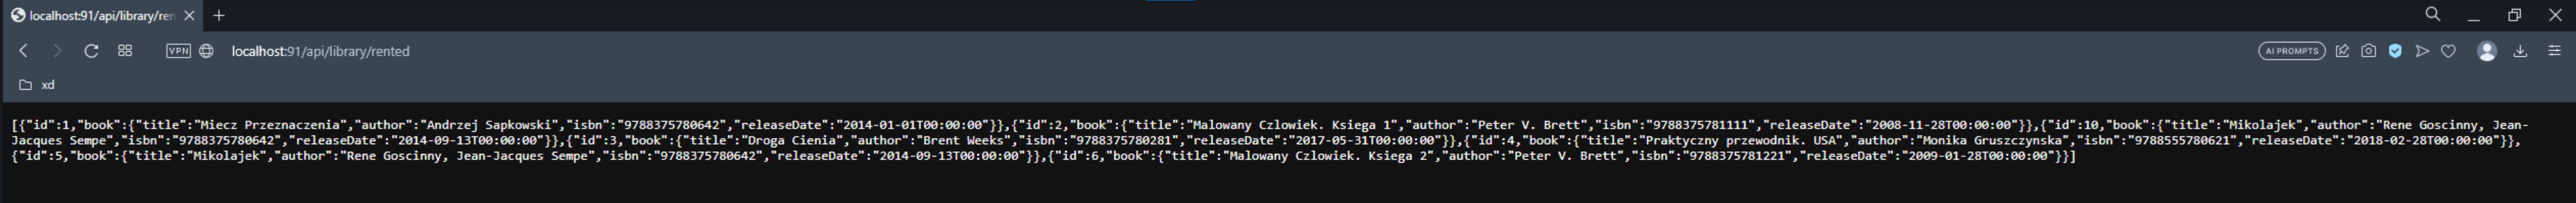 localhost:91/api/library/ren
VPN localhost:91/api/library/rented AI PROMPTS
xd
[{"id":1,"book":{"title":"Miecz Przeznaczenia","author":"Andrzej Sapkowski","isbn":"9788375780642","releaseDate":"2014-01-01T00:00:00"}},{"id":2,"book":{"title":"Malowany Czlowiek. Ksiega 1","author":"Peter V. Brett","isbn":"9788375781111","releaseDate":"2008-11-28T00:00:00"}},{"id":10,"book":{"title":"Mikolajek","author":"Rene Goscinny, Jean-
Jacques Sempe","isbn":"9788375780642","releaseDate":"2014-09-13T00:00:00"}},{"id":3,"book":{"title":"Droga Cienia","author":"Brent Weeks","isbn":"9788375780281","releaseDate":"2017-05-31T00:00:00"}},{"id":4,"book":{"title":"Praktyczny przewodnik. USA","author":"Monika Gruszczynska","isbn":"9788555780621","releaseDate":"2018-02-28T00:00:00"}},
{"id":5,"book":{"title":"Mikolajek","author":"Rene Goscinny, Jean-Jacques Sempe","isbn":"9788375780642","releaseDate":"2014-09-13T00:00:00"}},{"id":6,"book":{"title":"Malowany Czlowiek. Ksiega 2","author":"Peter V. Brett","isbn":"9788375781221","releaseDate":"2009-01-28T00:00:00"}}]